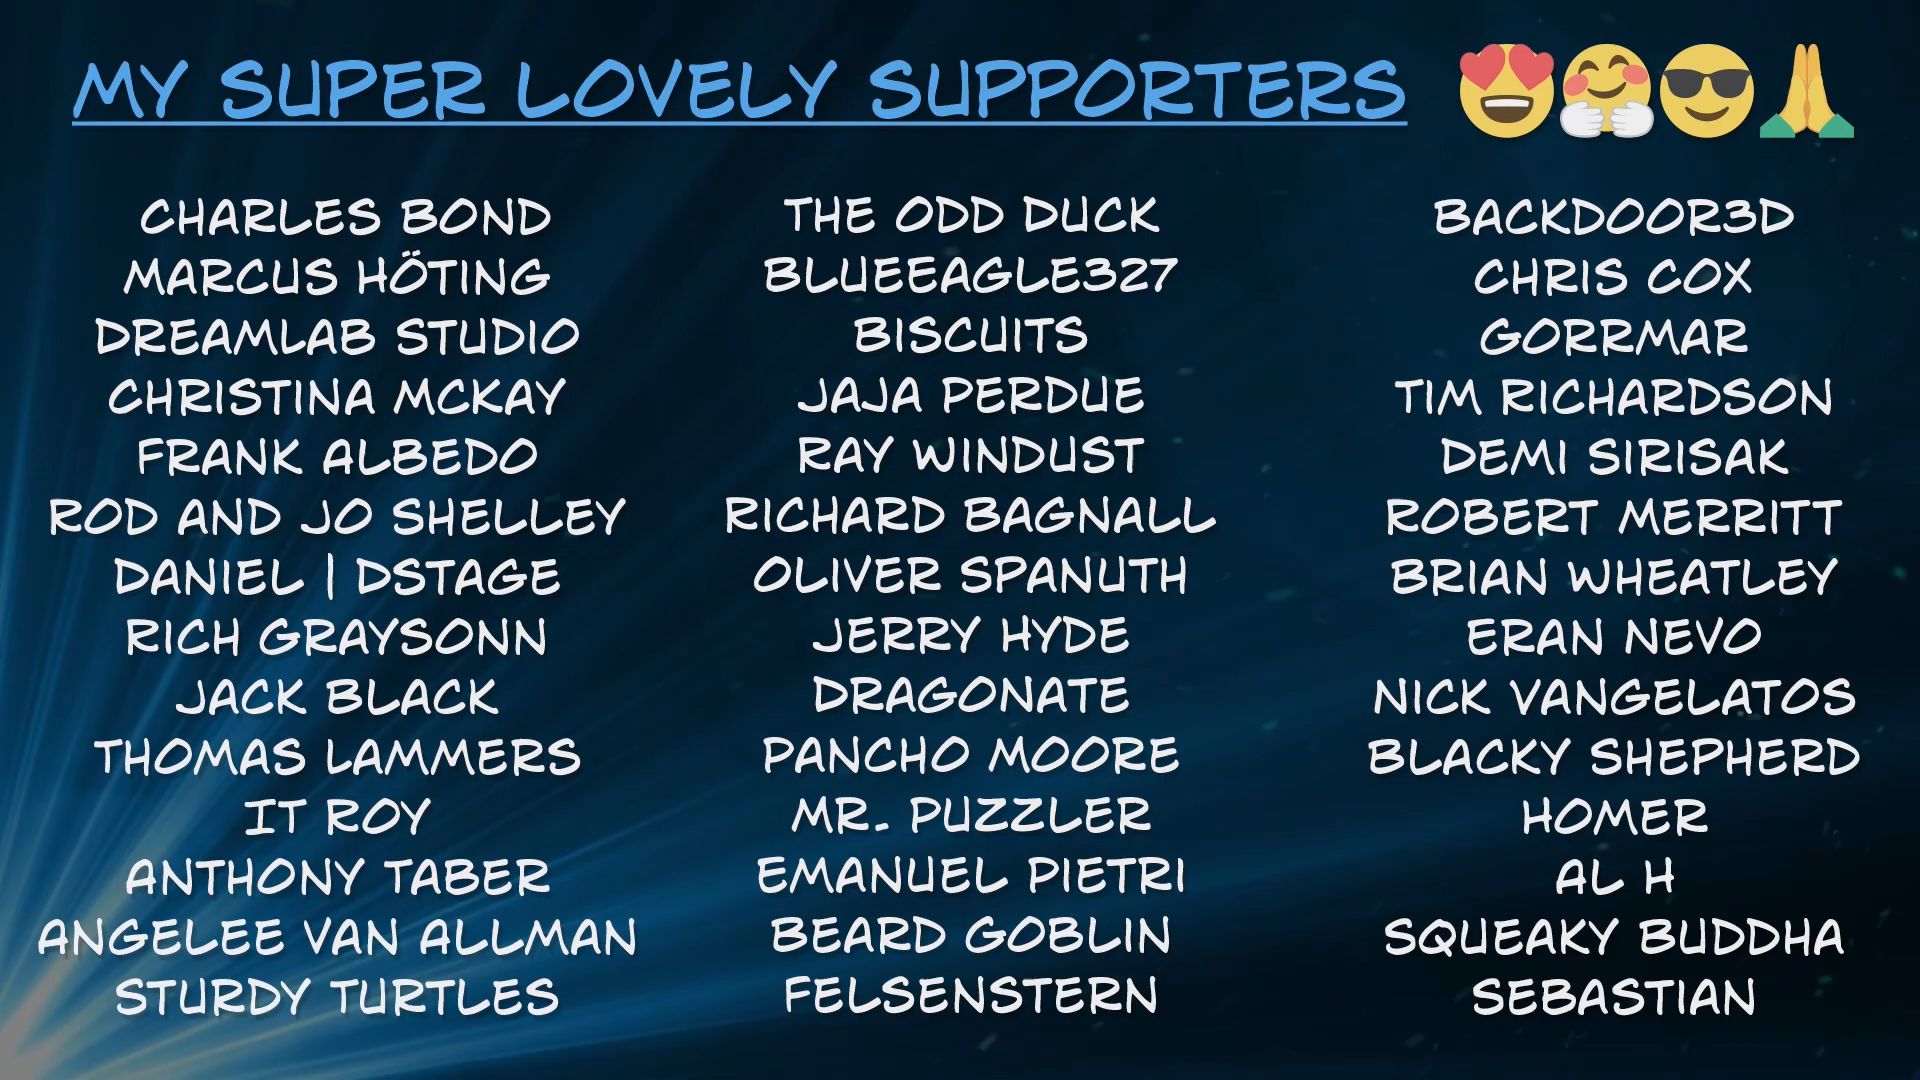 MY SUPER LOVELY SUPPORTERS 😍🤗😎🙏
CHARLES BOND
MARCUS HÖTING
DREAMLAB STUDIO
CHRISTINA MCKAY
FRANK ALBEDO
ROD AND JO SHELLEY
DANIEL | DSTAGE
RICH GRAYSONN
JACK BLACK
THOMAS LAMMERS
IT ROY
ANTHONY TABER
ANGELEE VAN ALLMAN
STURDY TURTLES
THE ODD DUCK
BLUEEAGLE327
BISCUITS
JAJA PERDUE
RAY WINDUST
RICHARD BAGNALL
OLIVER SPANUTH
JERRY HYDE
DRAGONATE
PANCHO MOORE
MR. PUZZLER
EMANUEL PIETRI
BEARD GOBLIN
FELSENSTERN
BACKDOOR3D
CHRIS COX
GORRMAR
TIM RICHARDSON
DEMI SIRISAK
ROBERT MERRITT
BRIAN WHEATLEY
ERAN NEVO
NICK VANGELATOS
BLACKY SHEPHERD
HOMER
AL H
SQUEAKY BUDDHA
SEBASTIAN